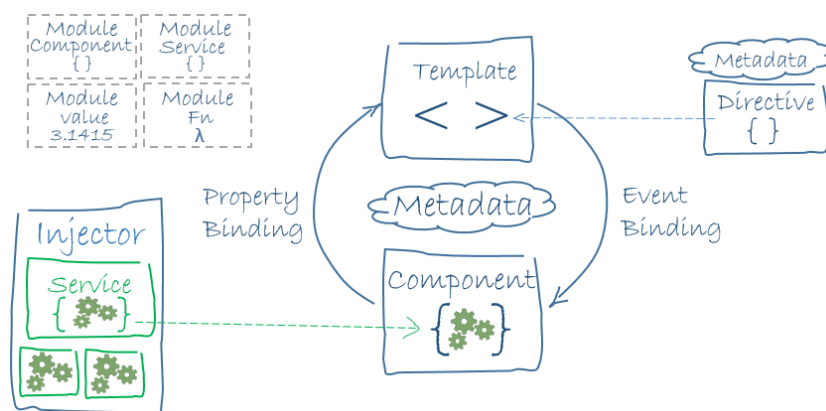 Module
Component
{ }
Module
Service
{ }
Module
value
3.1415
Module
Fn
λ
Template
< >
Metadata
Directive
{ }
Property
Binding
Metadata
Event
Binding
Injector
Service
{ }
Component
{ }